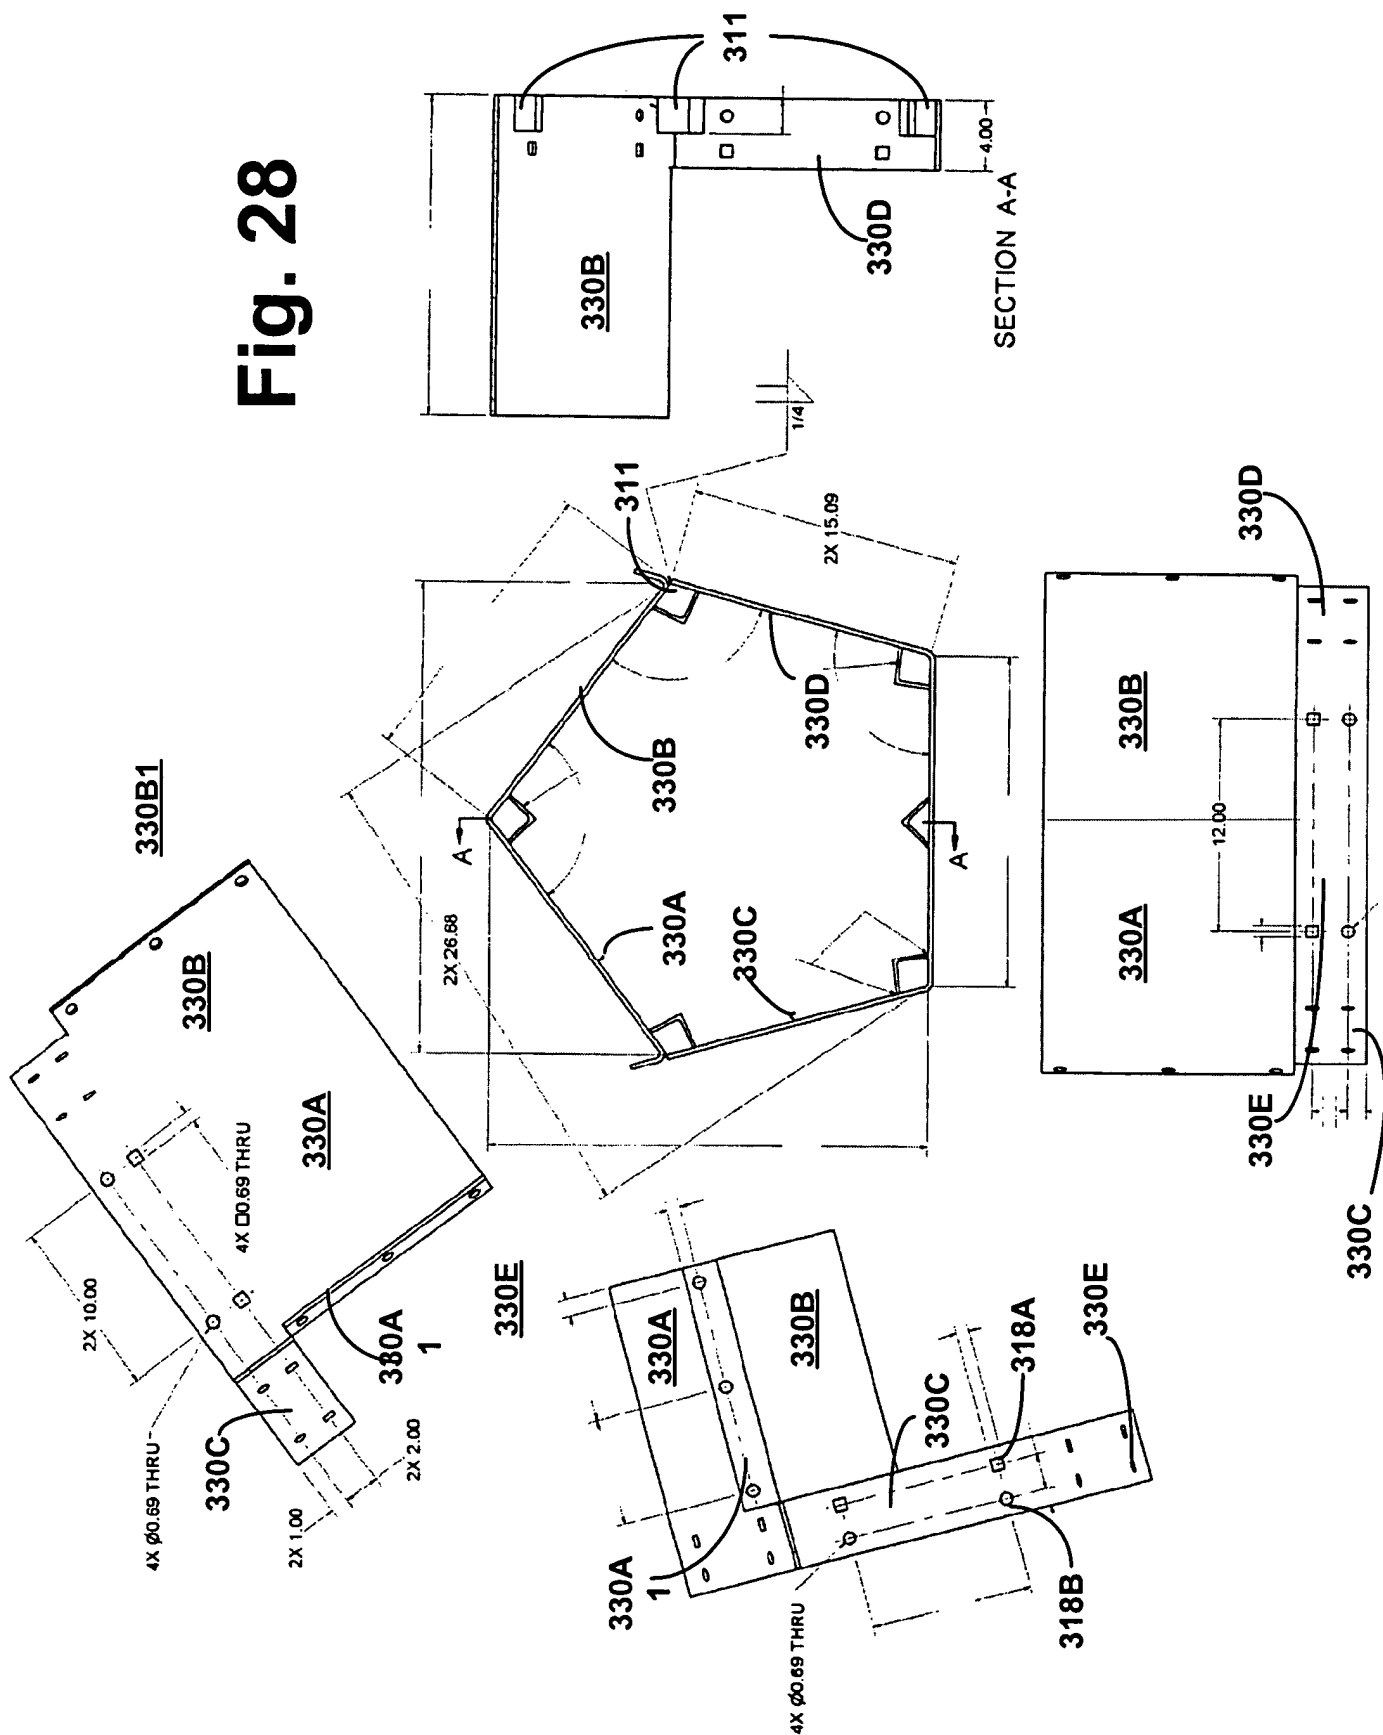 Fig. 28
311
330B
330D
4.00
SECTION A-A
1/4
311
2X 15.09
330D
330B
A
A
330A
330C
2X 26.68
330B1
330B
330A
4X □0.69 THRU
2X 10.00
330A
1
330C
4X Ø0.69 THRU
2X 1.00
2X 2.00
330E
330A
330B
330A
1
330C
318A
330E
318B
4X Ø0.69 THRU
330D
330B
330A
12.00
330E
330C